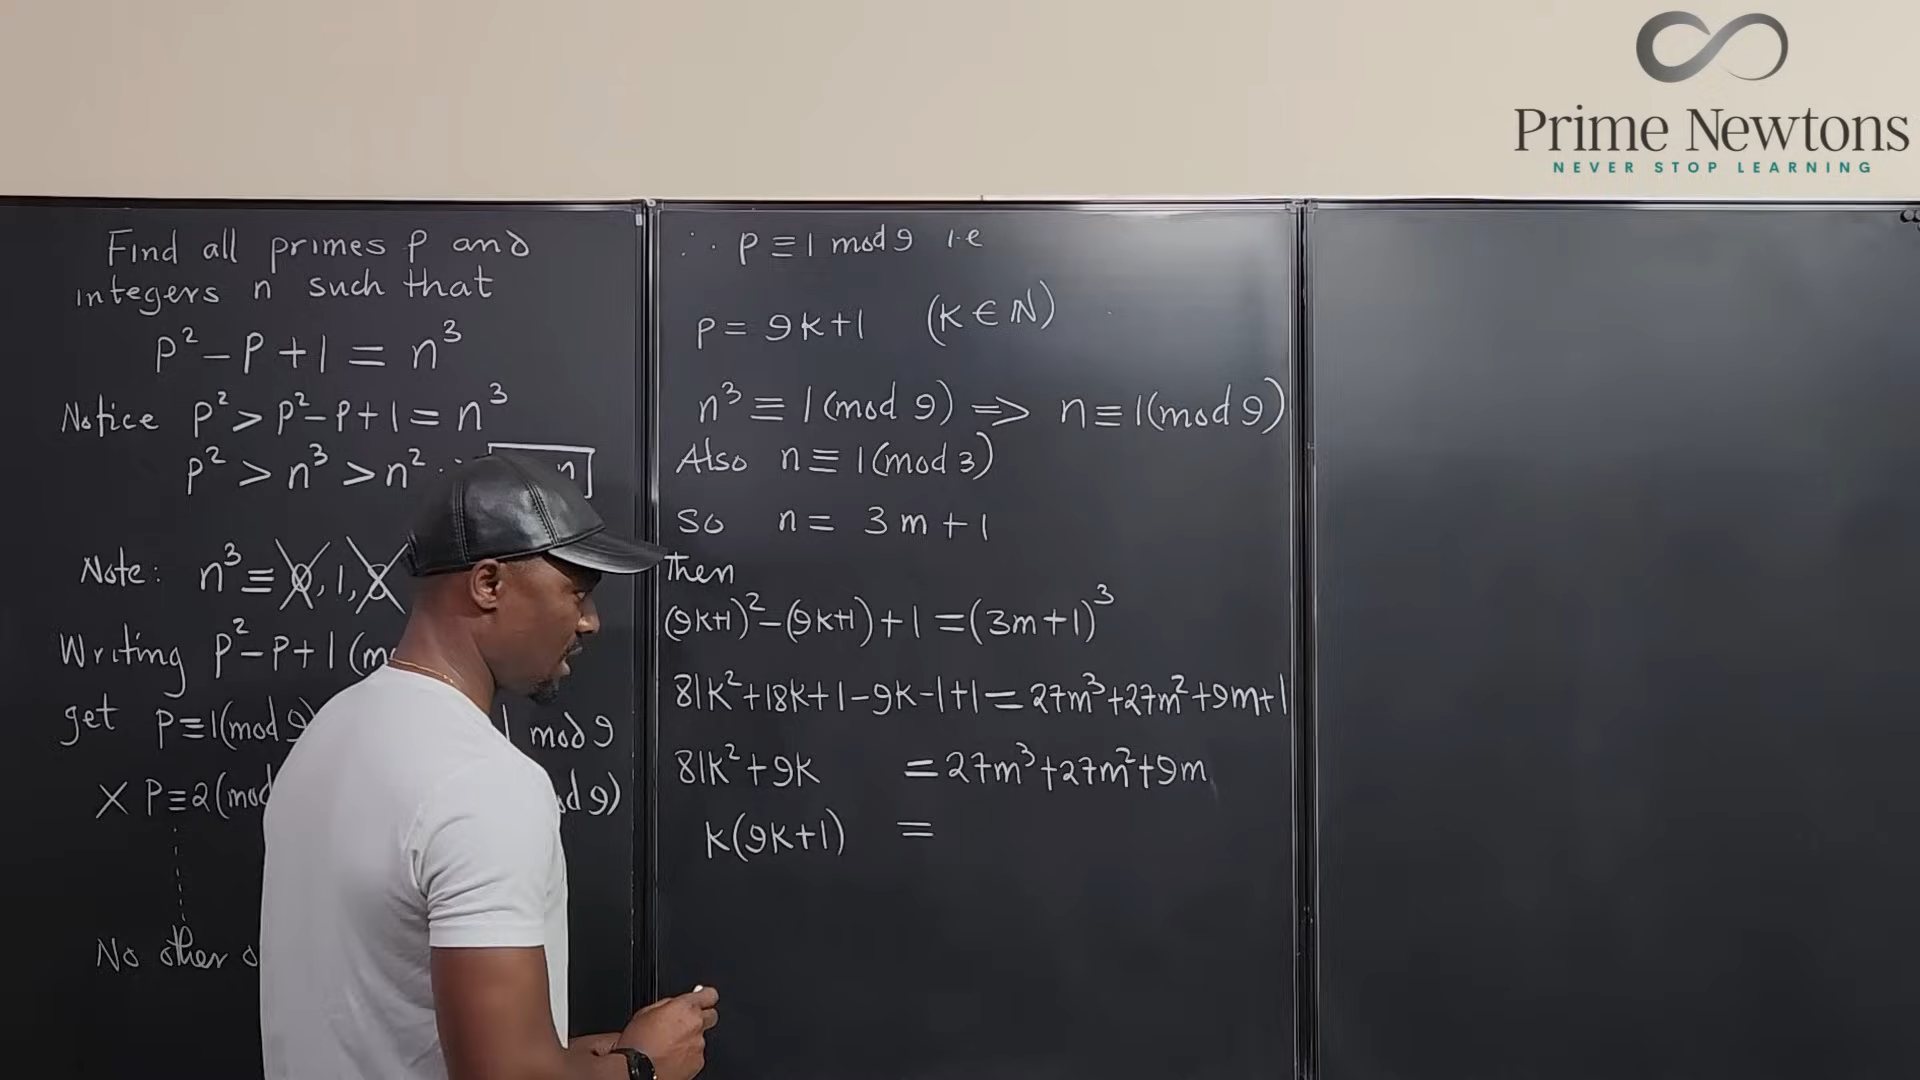 Prime Newtons
NEVER STOP LEARNING
Find all primes p and
integers n such that
p² - p + 1 = n³
Notice p² > p² - p + 1 = n³
p² > n³ > n² ∴ n
Note: n³ ≡ 0, 1, 8
Writing p² - p + 1 (m
get p ≡ 1(mod 9) 1 mod 9
X p ≡ 2(mod d 9)
No other
∴ p ≡ 1 mod 9 i.e
p = 9k+1 (k ∈ ℕ)
n³ ≡ 1(mod 9) => n ≡ 1(mod 9)
Also n ≡ 1(mod 3)
So n = 3m + 1
Then
(9k+1)² - (9k+1) + 1 = (3m+1)³
81k² + 18k + 1 - 9k - 1 + 1 = 27m³ + 27m² + 9m + 1
81k² + 9k = 27m³ + 27m² + 9m
k(9k+1) =